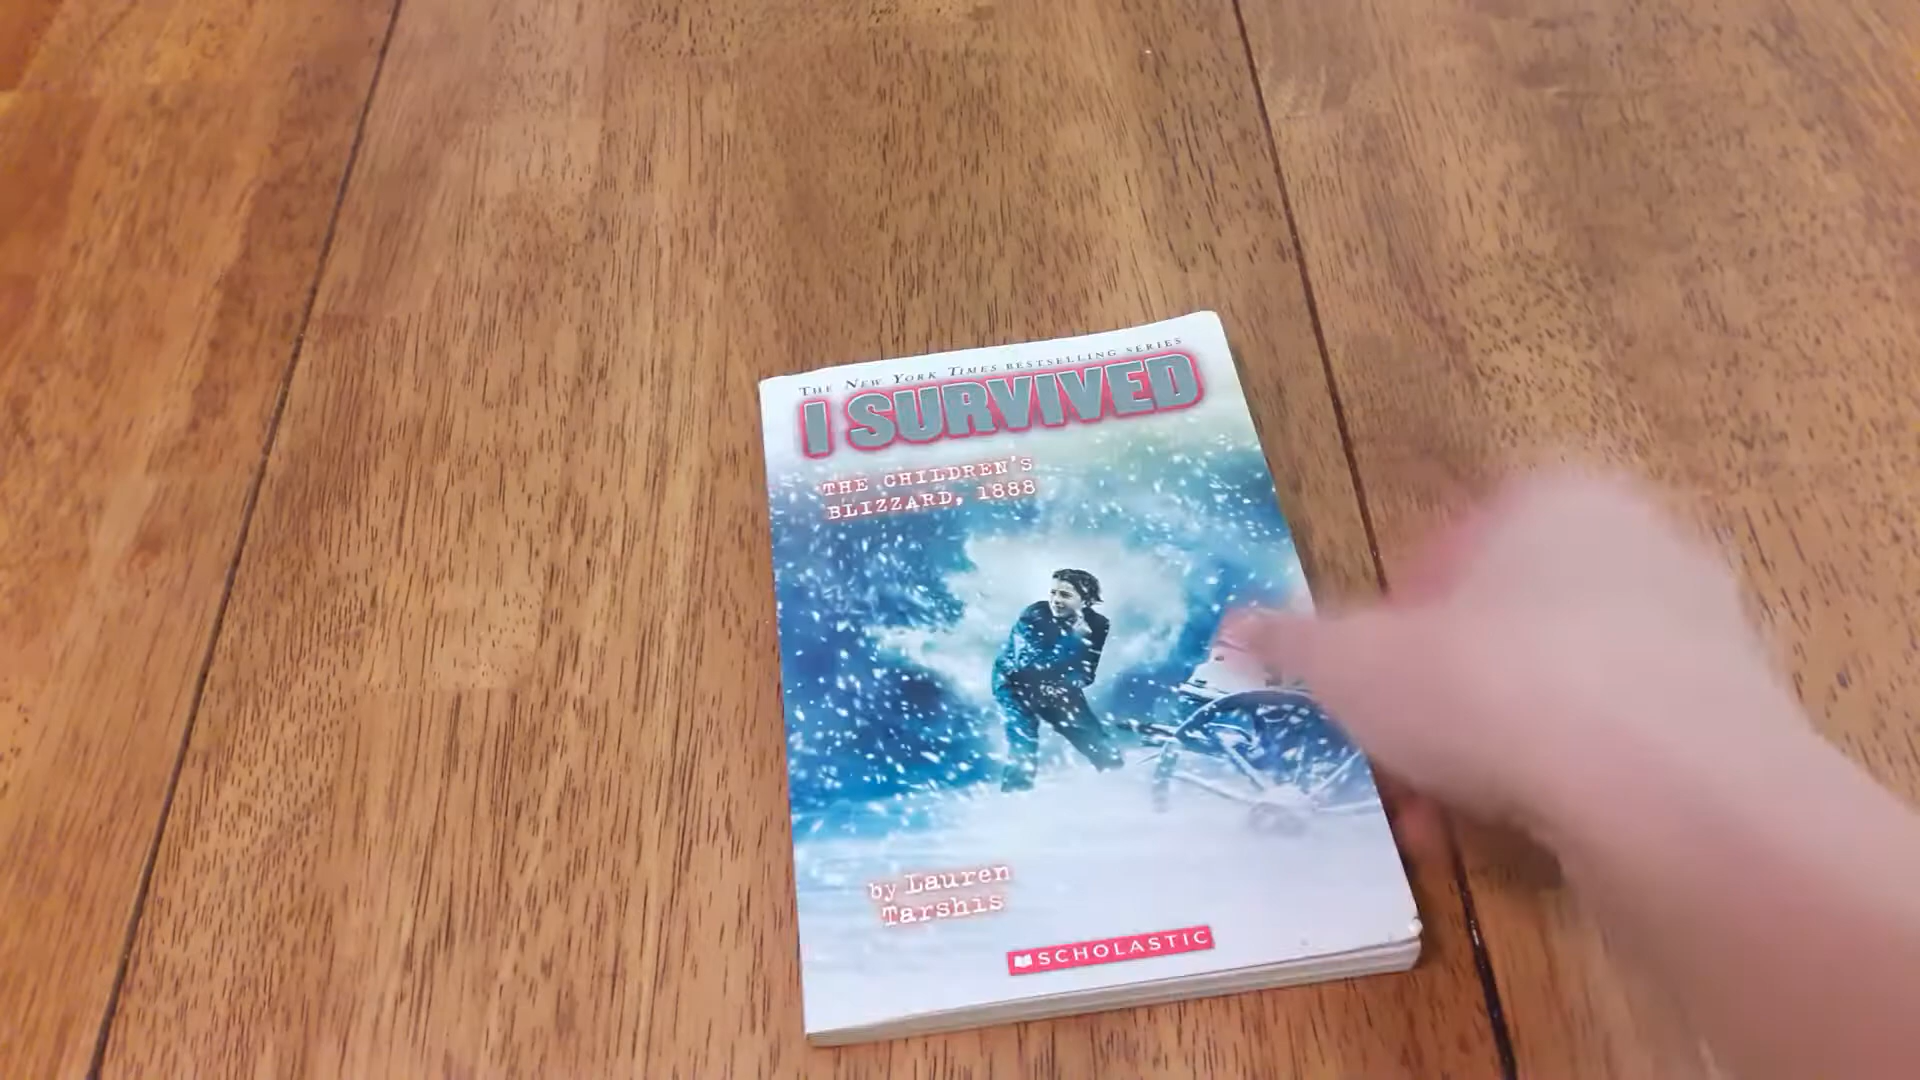 THE NEW YORK TIMES BESTSELLING SERIES
I SURVIVED
THE CHILDREN'S
BLIZZARD, 1888
by Lauren
Tarshis
SCHOLASTIC